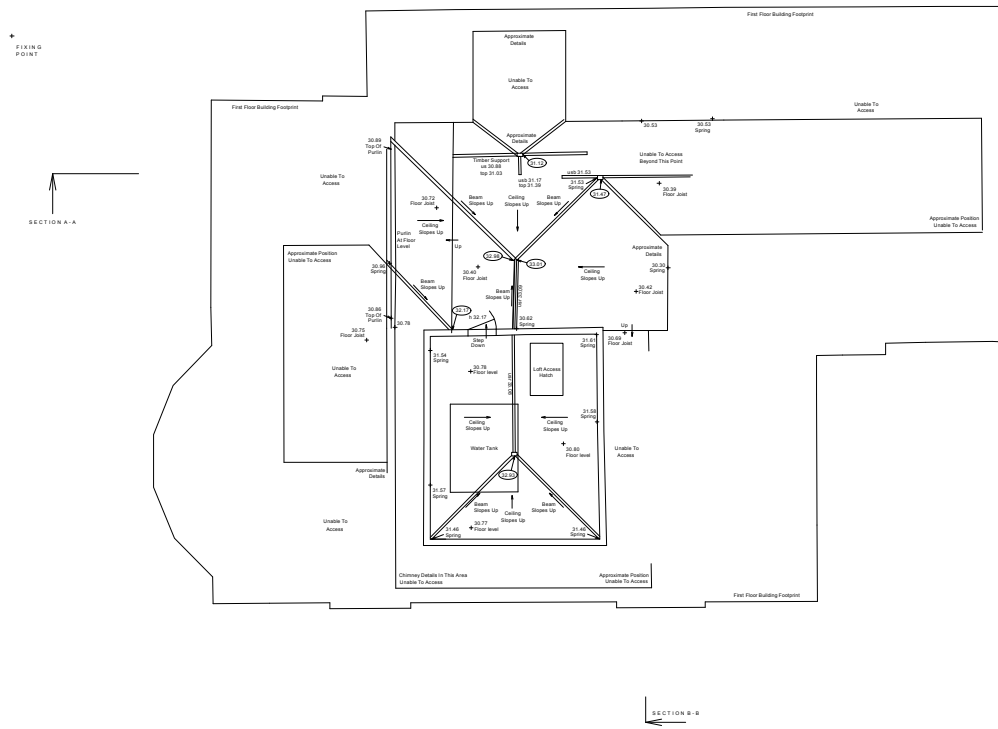 First Floor Building Footprint
FIXING
POINT
Approximate
Details
Unable To
Access
First Floor Building Footprint
Unable To
Access
30.53
30.53
Spring
30.89
Top Of
Purlin
Approximate
Details
Timber Support
us 30.88
top 31.03
31.12
usb 31.17
top 31.39
Unable To Access
Beyond This Point
usb 31.53
31.53
Spring
31.47
30.39
Floor Joist
Unable To
Access
SECTION A-A
30.72
Floor Joist
Ceiling
Slopes Up
Beam
Slopes Up
Ceiling
Slopes Up
Beam
Slopes Up
Approximate Position
Unable To Access
Purlin
At Floor
Level
Up
Approximate Position
Unable To Access
Approximate
Details
32.98
33.01
30.96
Spring
30.40
Floor Joist
Ceiling
Slopes Up
30.30
Spring
Beam
Slopes Up
Beam
Slopes Up
30.42
Floor Joist
30.86
Top Of
Purlin
30.78
32.17
h 32.17
30.62
Spring
Up
30.69
Floor Joist
30.75
Floor Joist
Step
Down
31.61
Spring
31.54
Spring
30.78
Floor level
Loft Access
Hatch
Unable To
Access
31.58
Spring
Ceiling
Slopes Up
Ceiling
Slopes Up
Water Tank
30.80
Floor level
Unable To
Access
Approximate
Details
32.93
31.57
Spring
Beam
Slopes Up
Ceiling
Slopes Up
Beam
Slopes Up
Unable To
Access
31.46
Spring
30.77
Floor level
31.46
Spring
Chimney Details In This Area
Unable To Access
Approximate Position
Unable To Access
First Floor Building Footprint
SECTION B-B